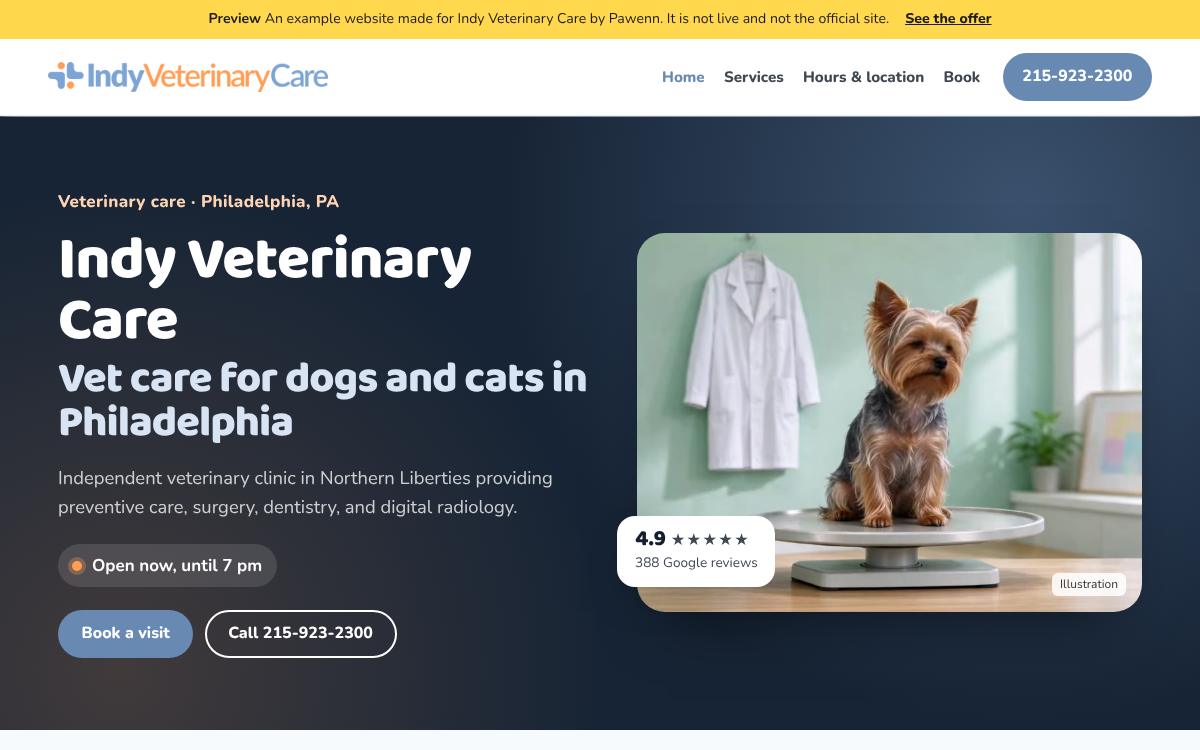 Preview An example website made for Indy Veterinary Care by Pawenn. It is not live and not the official site. See the offer
IndyVeterinaryCare
Home Services Hours & location Book 215-923-2300
Veterinary care · Philadelphia, PA
Indy Veterinary
Care
Vet care for dogs and cats in
Philadelphia
Independent veterinary clinic in Northern Liberties providing
preventive care, surgery, dentistry, and digital radiology.
Open now, until 7 pm
Book a visit Call 215-923-2300
4.9 ★★★★★
388 Google reviews
Illustration